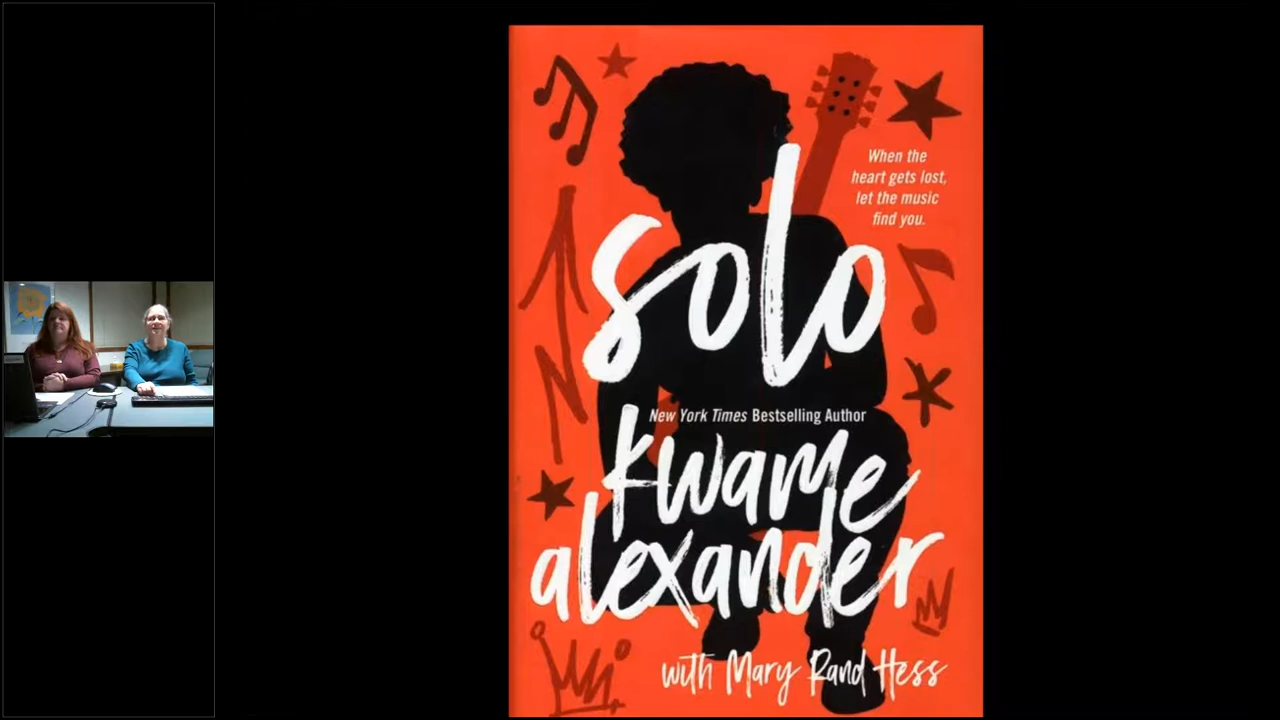 When the
heart gets lost,
let the music
find you.
solo
New York Times Bestselling Author
kwame
alexander
with Mary Rand Hess